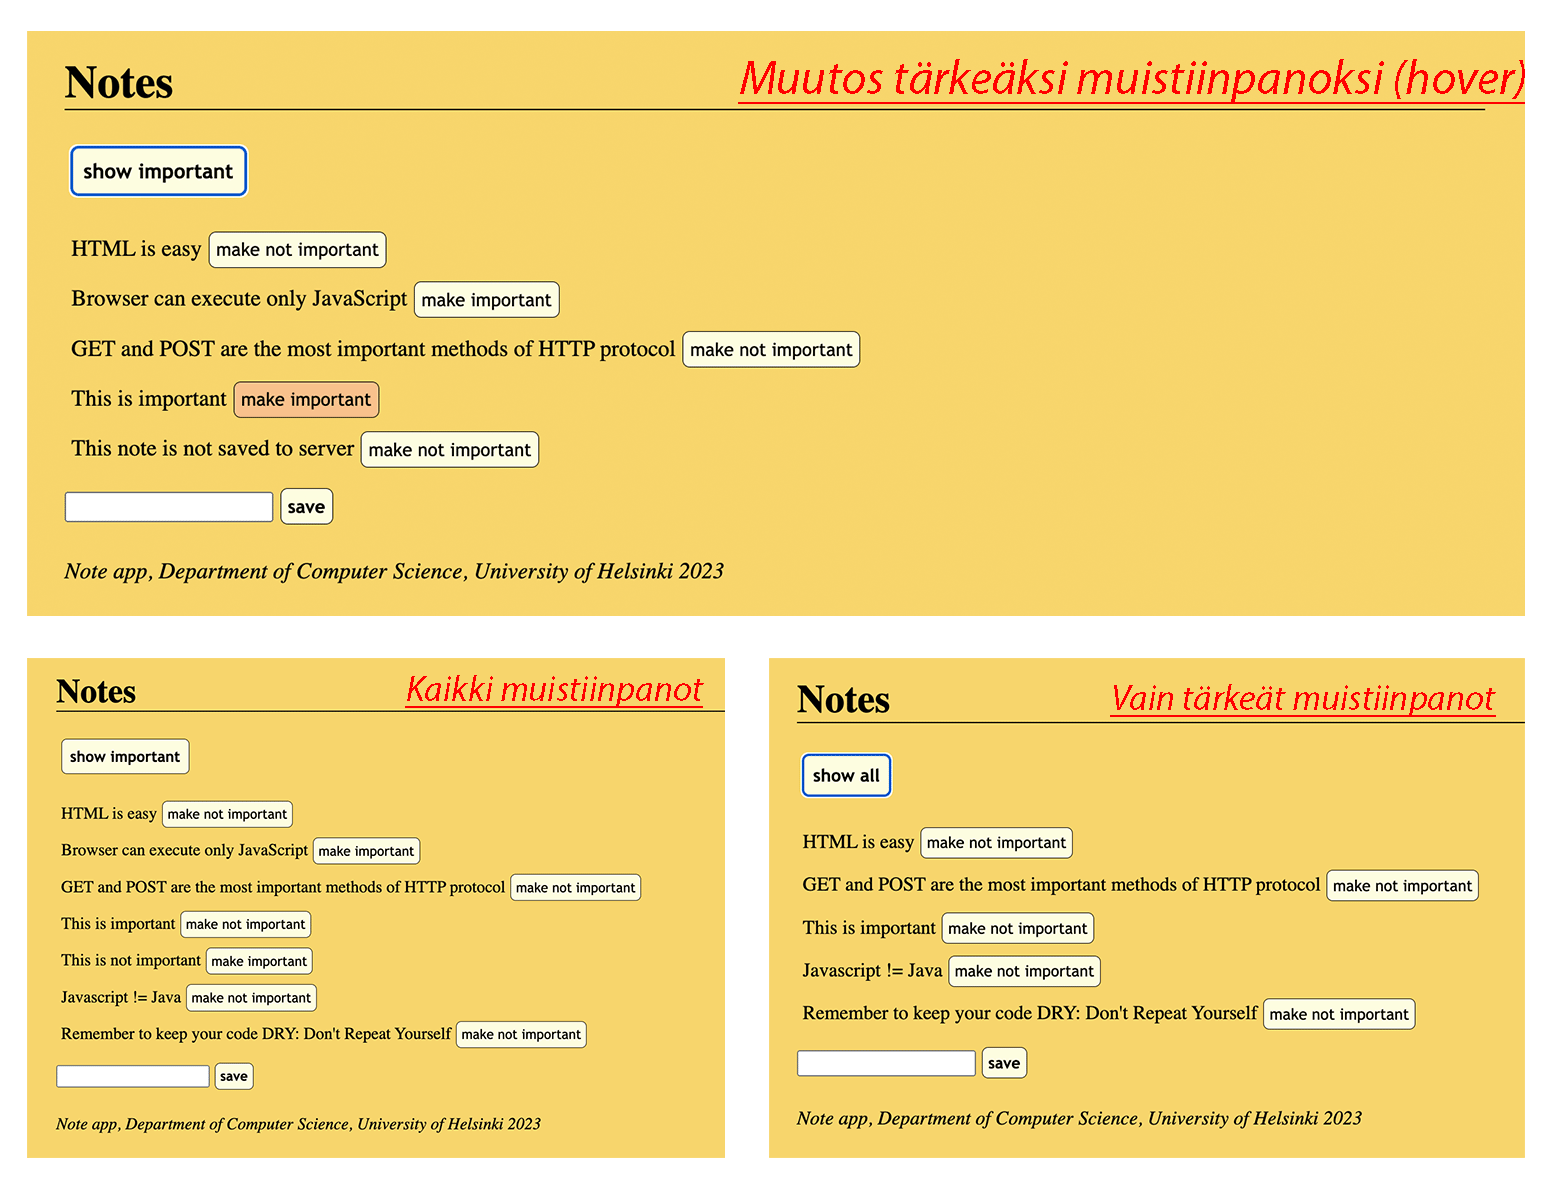 Notes
Muutos tärkeäksi muistiinpanoksi (hover)
show important
HTML is easy make not important
Browser can execute only JavaScript make important
GET and POST are the most important methods of HTTP protocol make not important
This is important make important
This note is not saved to server make not important
save
Note app, Department of Computer Science, University of Helsinki 2023
Notes
Kaikki muistiinpanot
show important
HTML is easy make not important
Browser can execute only JavaScript make important
GET and POST are the most important methods of HTTP protocol make not important
This is important make not important
This is not important make important
Javascript != Java make not important
Remember to keep your code DRY: Don't Repeat Yourself make not important
save
Note app, Department of Computer Science, University of Helsinki 2023
Notes
Vain tärkeät muistiinpanot
show all
HTML is easy make not important
GET and POST are the most important methods of HTTP protocol make not important
This is important make not important
Javascript != Java make not important
Remember to keep your code DRY: Don't Repeat Yourself make not important
save
Note app, Department of Computer Science, University of Helsinki 2023